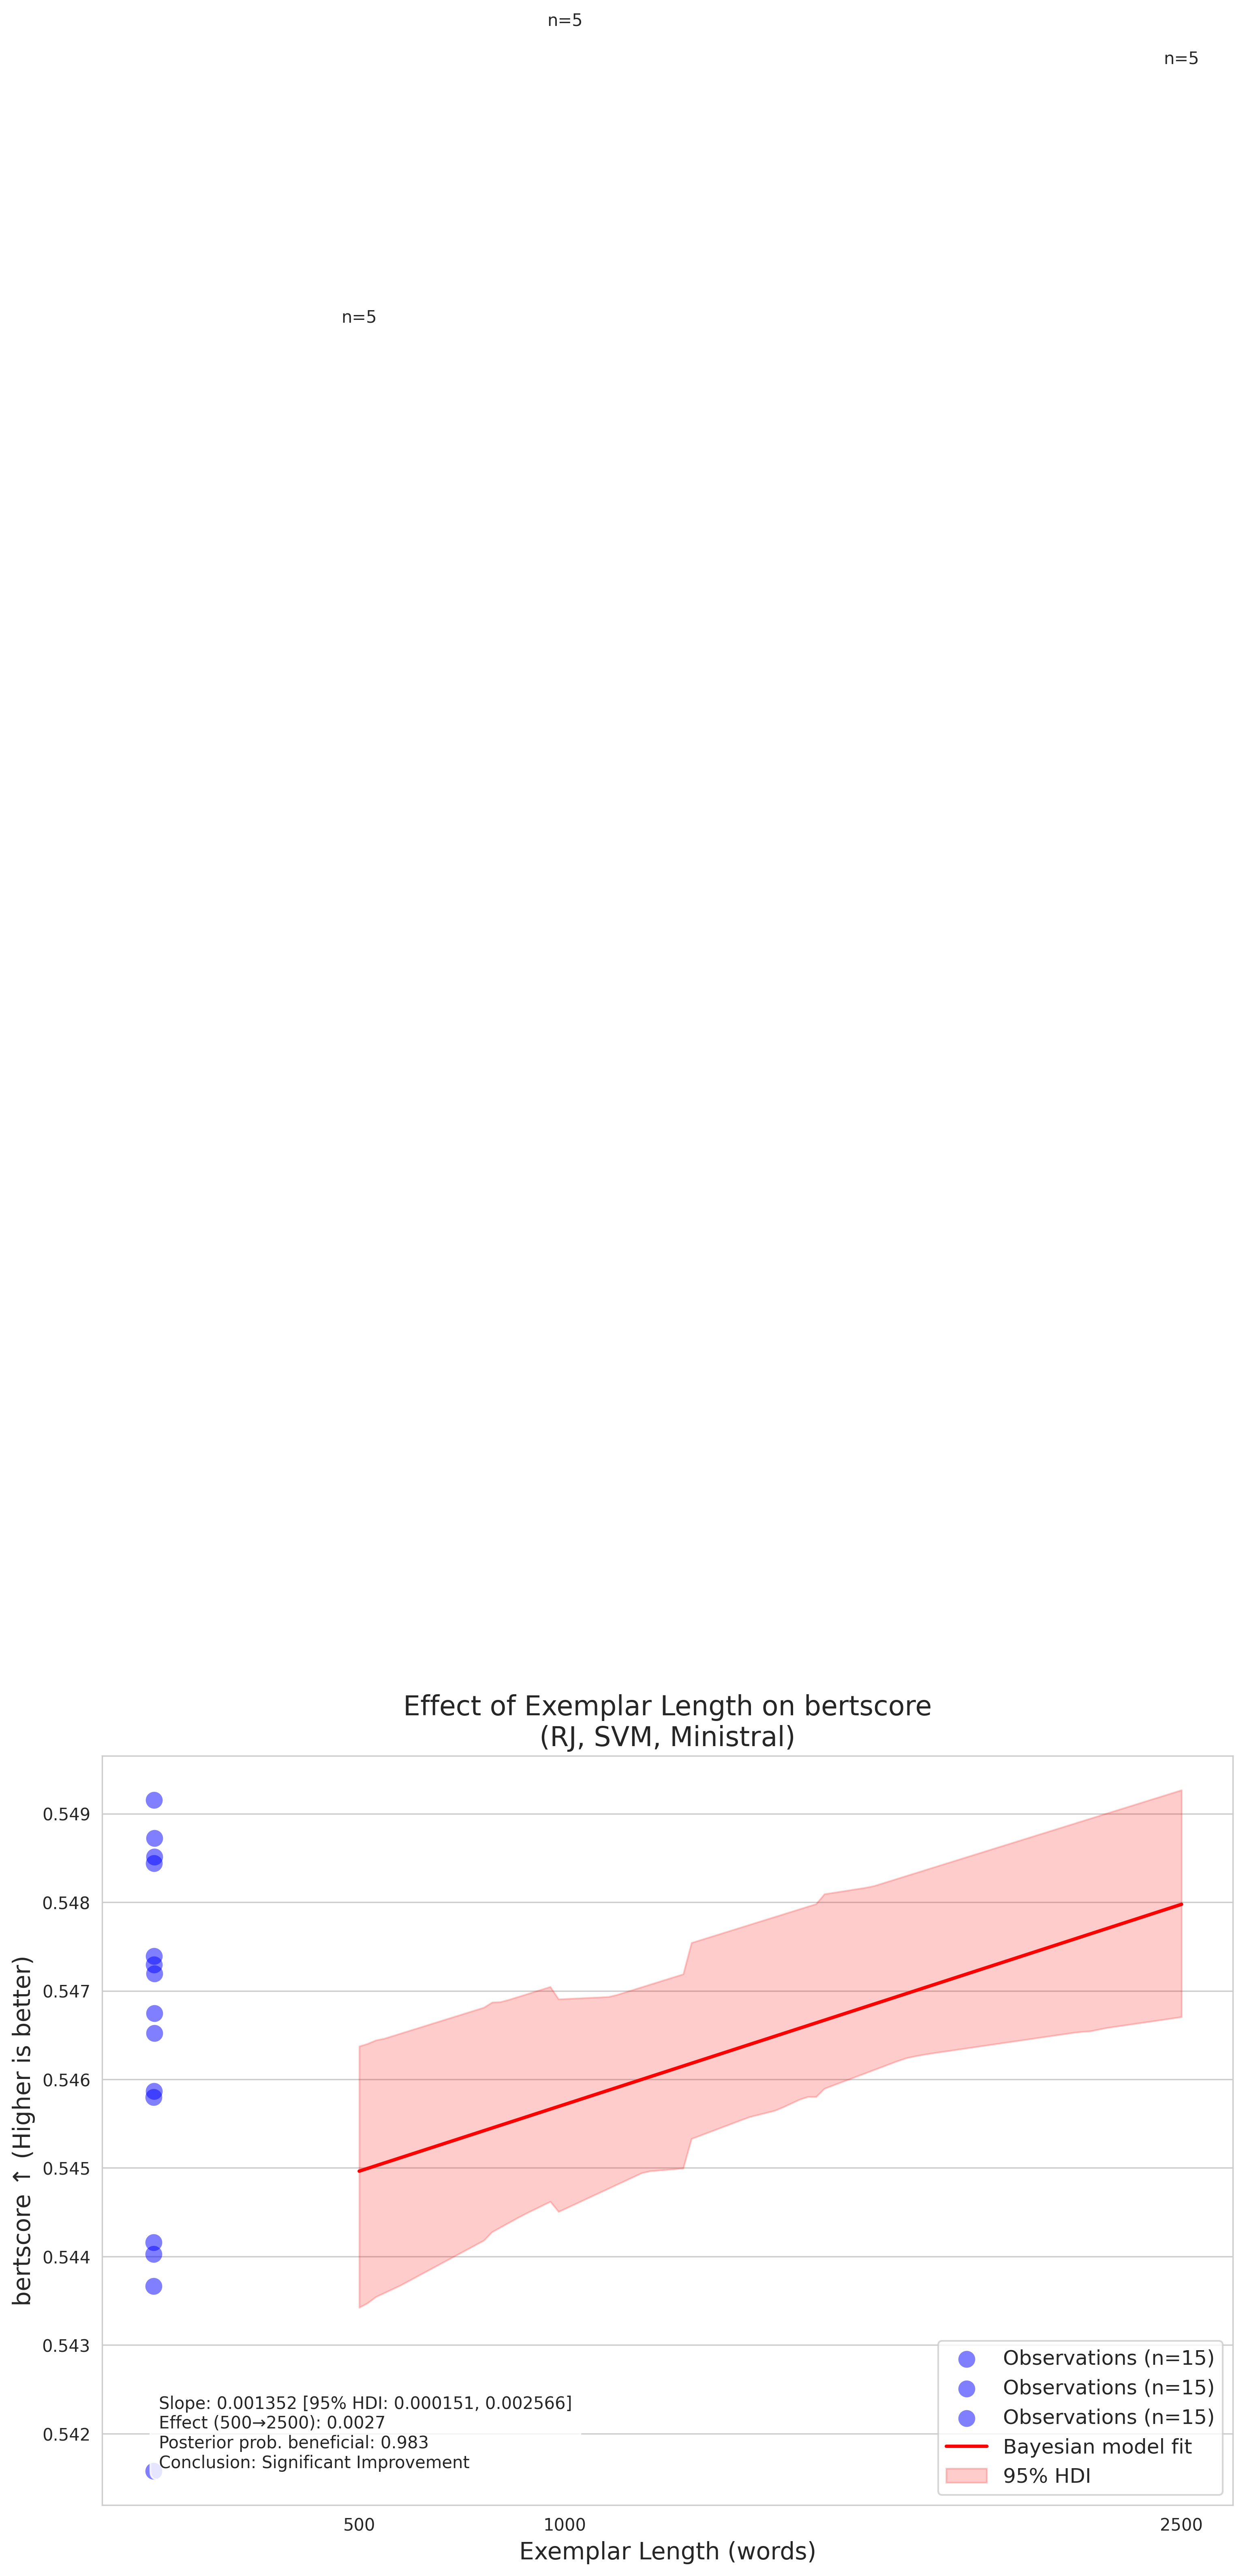 n=5
n=5
n=5
Effect of Exemplar Length on bertscore
(RJ, SVM, Ministral)
bertscore ↑ (Higher is better)
0.549
0.548
0.547
0.546
0.545
0.544
0.543
0.542
Slope: 0.001352 [95% HDI: 0.000151, 0.002566]
Effect (500→2500): 0.0027
Posterior prob. beneficial: 0.983
Conclusion: Significant Improvement
Observations (n=15)
Observations (n=15)
Observations (n=15)
Bayesian model fit
95% HDI
500
1000
2500
Exemplar Length (words)